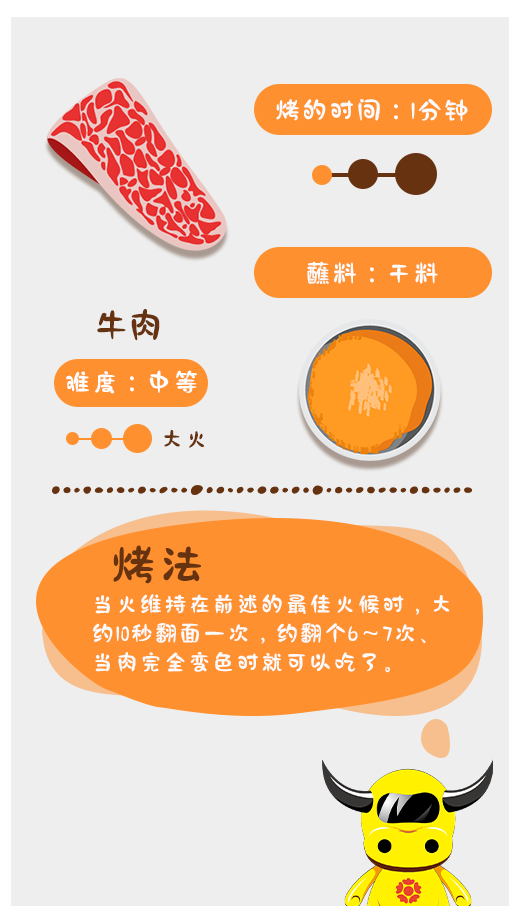 烤的时间：1分钟
蘸料：干料
牛肉
难度：中等
大火
烤法
当火维持在前述的最佳火候时，大
约10秒翻面一次，约翻个6～7次、
当肉完全变色时就可以吃了。